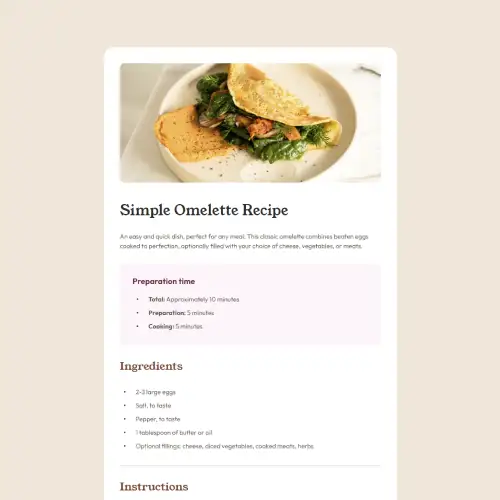 Simple Omelette Recipe
An easy and quick dish, perfect for any meal. This classic omelette combines beaten eggs
cooked to perfection, optionally filled with your choice of cheese, vegetables, or meats.
Preparation time
• Total: Approximately 10 minutes
• Preparation: 5 minutes
• Cooking: 5 minutes
Ingredients
• 2-3 large eggs
• Salt, to taste
• Pepper, to taste
• 1 tablespoon of butter or oil
• Optional fillings: cheese, diced vegetables, cooked meats, herbs
Instructions